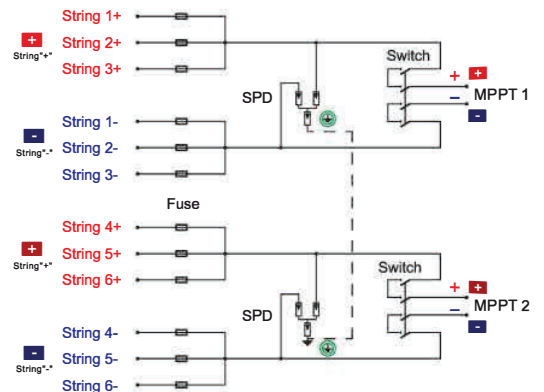 String 1+
+
String 2+
String"+"
String 3+
Switch
+ +
MPPT 1
SPD
− -
String 1-
-
String 2-
String"-"
String 3-
Fuse
String 4+
+
String 5+
String"+"
String 6+
Switch
+ +
MPPT 2
SPD
− -
String 4-
-
String 5-
String"-"
String 6-